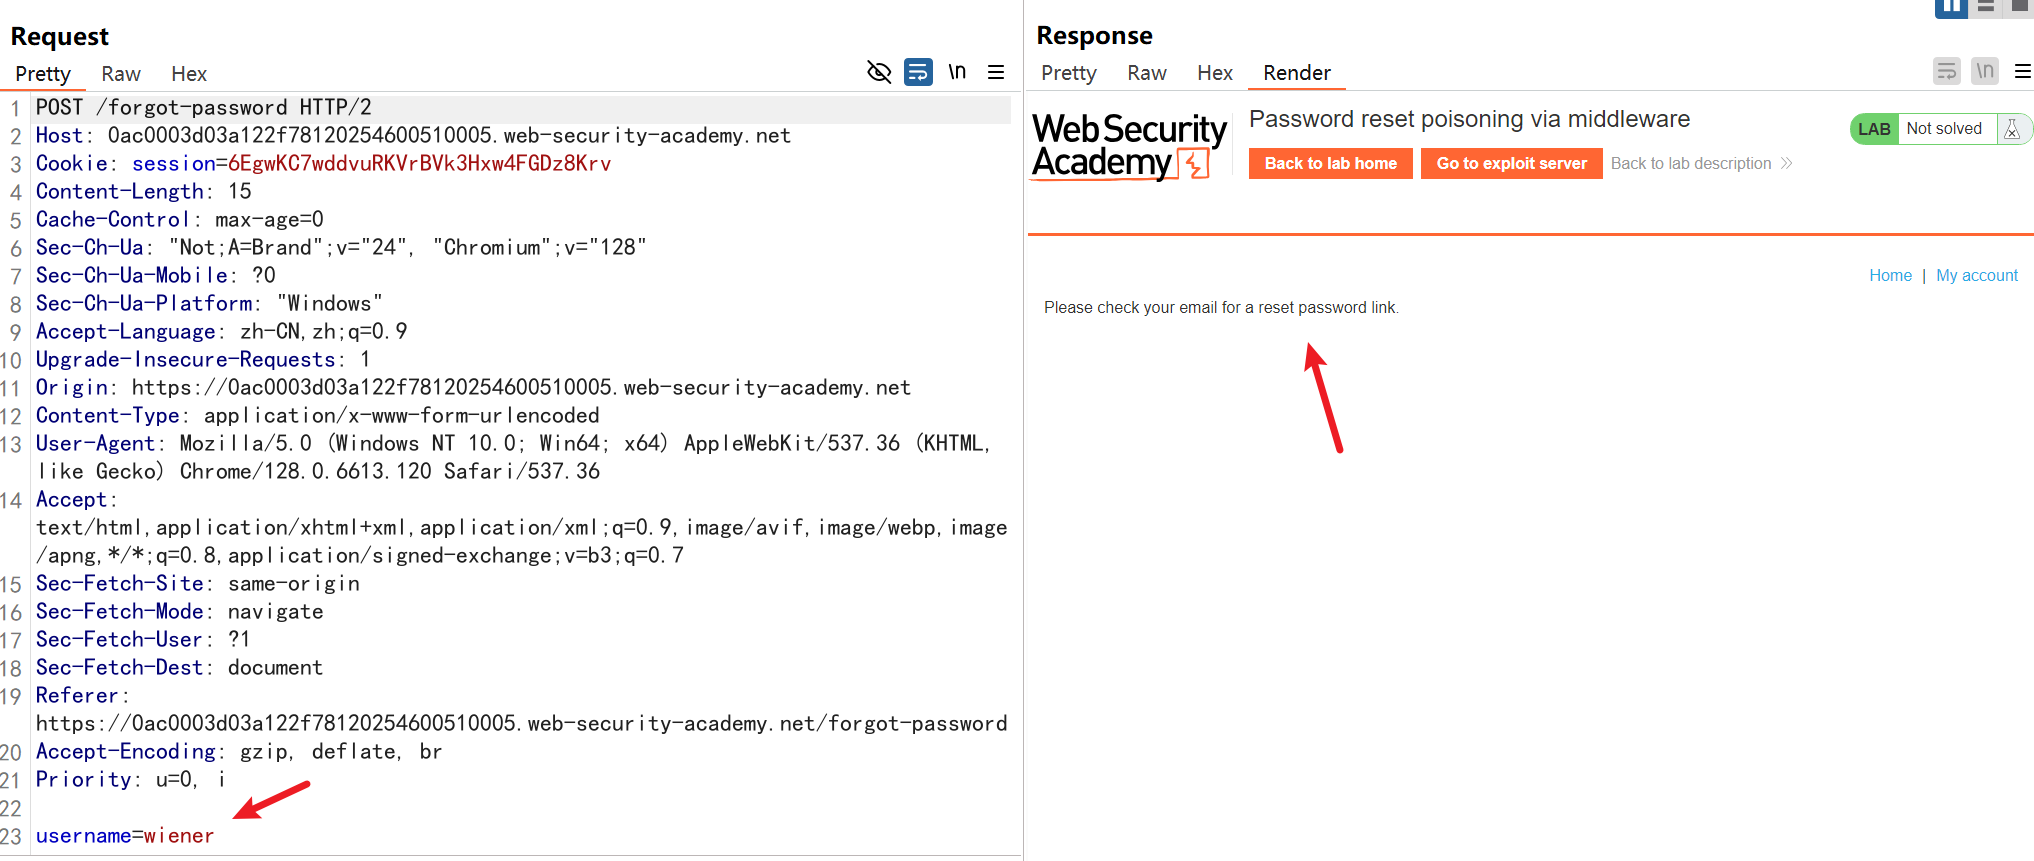 Request
Pretty Raw Hex \n
1 POST /forgot-password HTTP/2
2 Host: 0ac0003d03a122f78120254600510005.web-security-academy.net
3 Cookie: session=6EgwKC7wddvuRKVrBVk3Hxw4FGDz8Krv
4 Content-Length: 15
5 Cache-Control: max-age=0
6 Sec-Ch-Ua: "Not;A=Brand";v="24", "Chromium";v="128"
7 Sec-Ch-Ua-Mobile: ?0
8 Sec-Ch-Ua-Platform: "Windows"
9 Accept-Language: zh-CN,zh;q=0.9
10 Upgrade-Insecure-Requests: 1
11 Origin: https://0ac0003d03a122f78120254600510005.web-security-academy.net
12 Content-Type: application/x-www-form-urlencoded
13 User-Agent: Mozilla/5.0 (Windows NT 10.0; Win64; x64) AppleWebKit/537.36 (KHTML,
like Gecko) Chrome/128.0.6613.120 Safari/537.36
14 Accept:
text/html,application/xhtml+xml,application/xml;q=0.9,image/avif,image/webp,image
/apng,*/*;q=0.8,application/signed-exchange;v=b3;q=0.7
15 Sec-Fetch-Site: same-origin
16 Sec-Fetch-Mode: navigate
17 Sec-Fetch-User: ?1
18 Sec-Fetch-Dest: document
19 Referer:
https://0ac0003d03a122f78120254600510005.web-security-academy.net/forgot-password
20 Accept-Encoding: gzip, deflate, br
21 Priority: u=0, i
22
23 username=wiener
Response
Pretty Raw Hex Render \n
Web Security
Academy
Password reset poisoning via middleware
Back to lab home Go to exploit server Back to lab description
LAB Not solved
Home | My account
Please check your email for a reset password link.